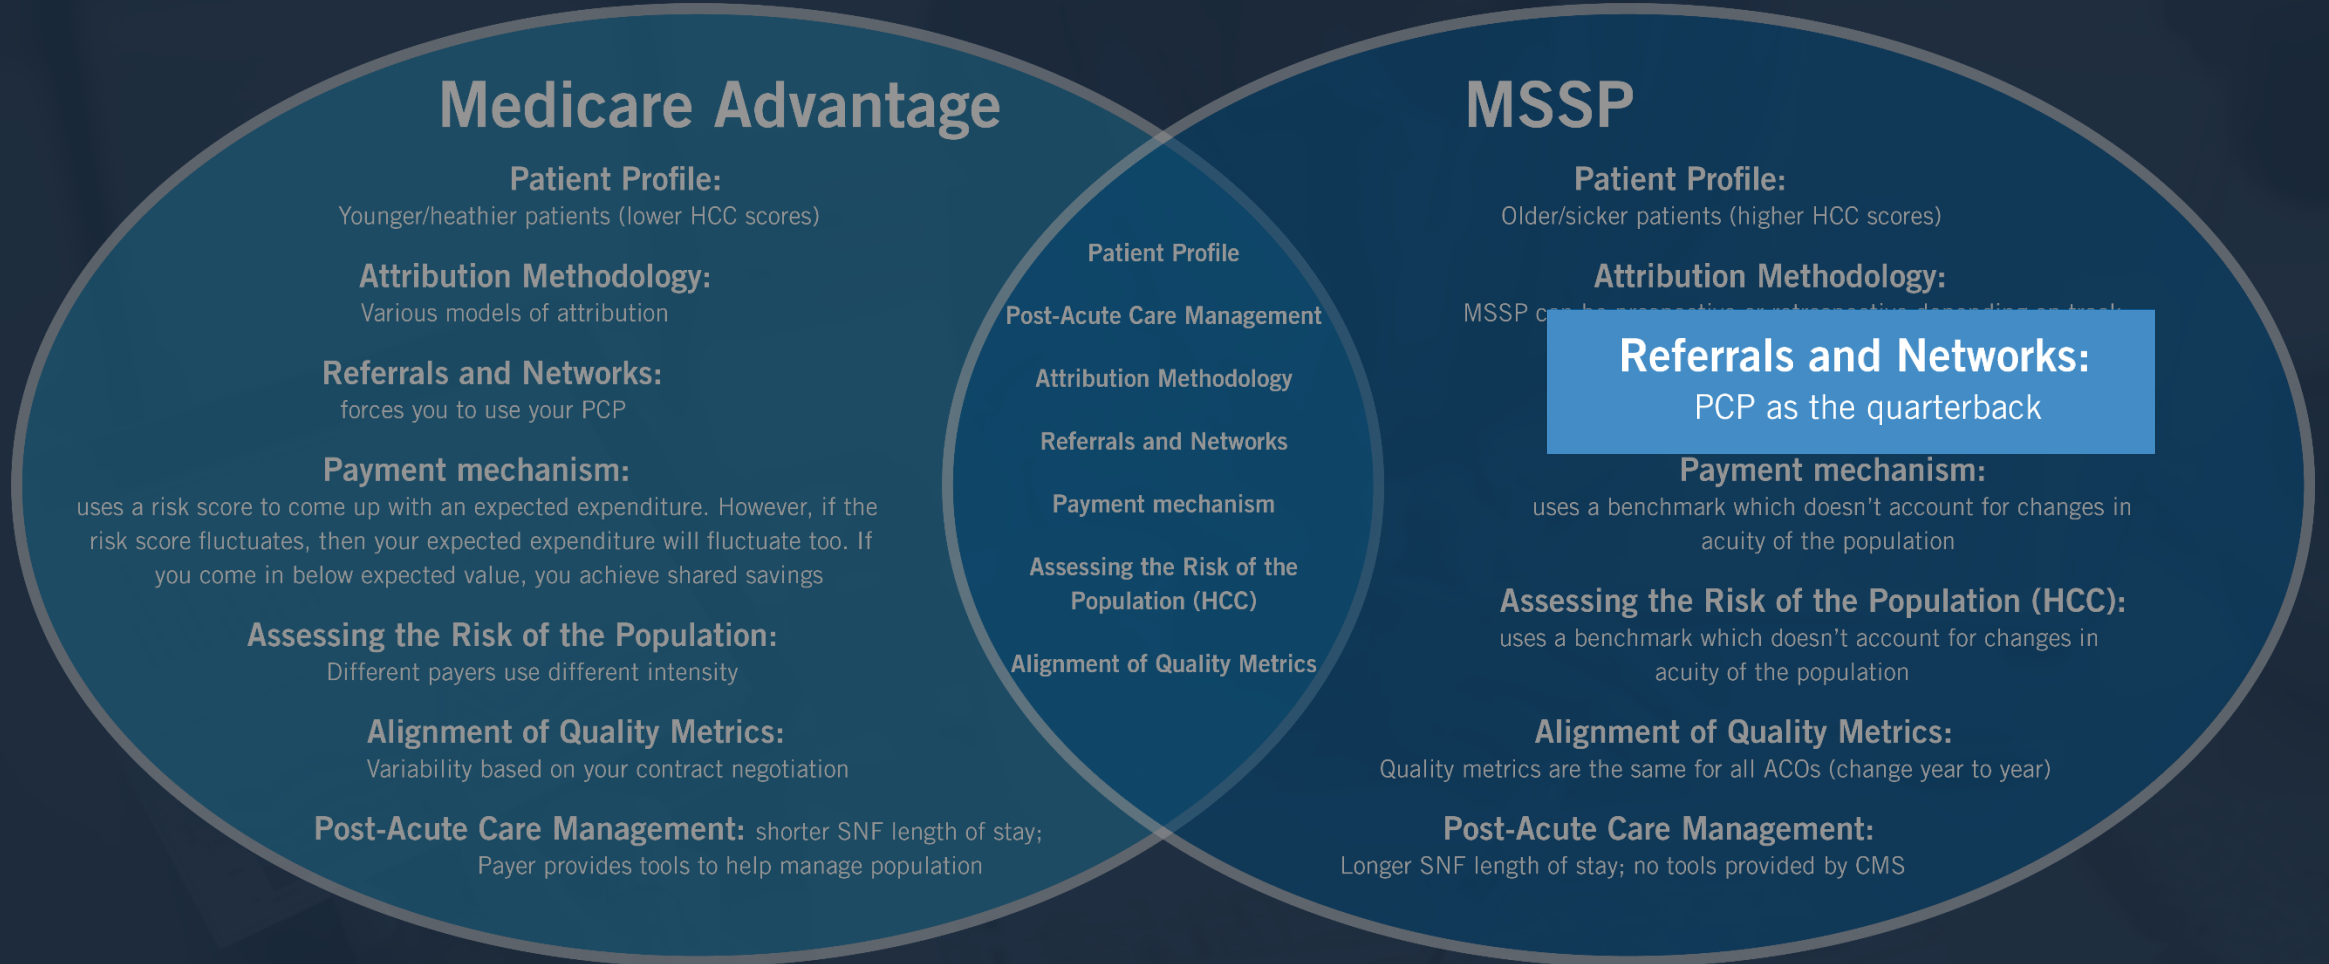 Medicare Advantage
Patient Profile:
Younger/heathier patients (lower HCC scores)
Attribution Methodology:
Various models of attribution
Referrals and Networks:
forces you to use your PCP
Payment mechanism:
uses a risk score to come up with an expected expenditure. However, if the
risk score fluctuates, then your expected expenditure will fluctuate too. If
you come in below expected value, you achieve shared savings
Assessing the Risk of the Population:
Different payers use different intensity
Alignment of Quality Metrics:
Variability based on your contract negotiation
Post-Acute Care Management: shorter SNF length of stay;
Payer provides tools to help manage population
Patient Profile
Post-Acute Care Management
Attribution Methodology
Referrals and Networks
Payment mechanism
Assessing the Risk of the
Population (HCC)
Alignment of Quality Metrics
MSSP
Patient Profile:
Older/sicker patients (higher HCC scores)
Attribution Methodology:
MSSP can be prospective or retrospective depending on track
Referrals and Networks:
PCP as the quarterback
Payment mechanism:
uses a benchmark which doesn't account for changes in
acuity of the population
Assessing the Risk of the Population (HCC):
uses a benchmark which doesn't account for changes in
acuity of the population
Alignment of Quality Metrics:
Quality metrics are the same for all ACOs (change year to year)
Post-Acute Care Management:
Longer SNF length of stay; no tools provided by CMS